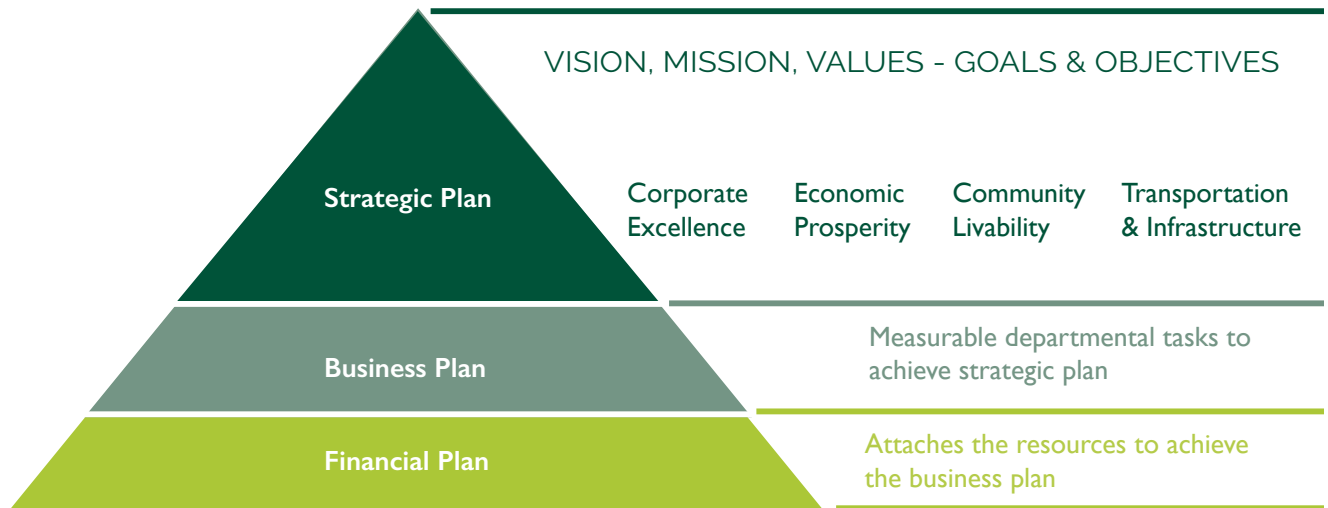 VISION, MISSION, VALUES - GOALS & OBJECTIVES
Strategic Plan
Corporate
Excellence
Economic
Prosperity
Community
Livability
Transportation
& Infrastructure
Business Plan
Measurable departmental tasks to
achieve strategic plan
Financial Plan
Attaches the resources to achieve
the business plan